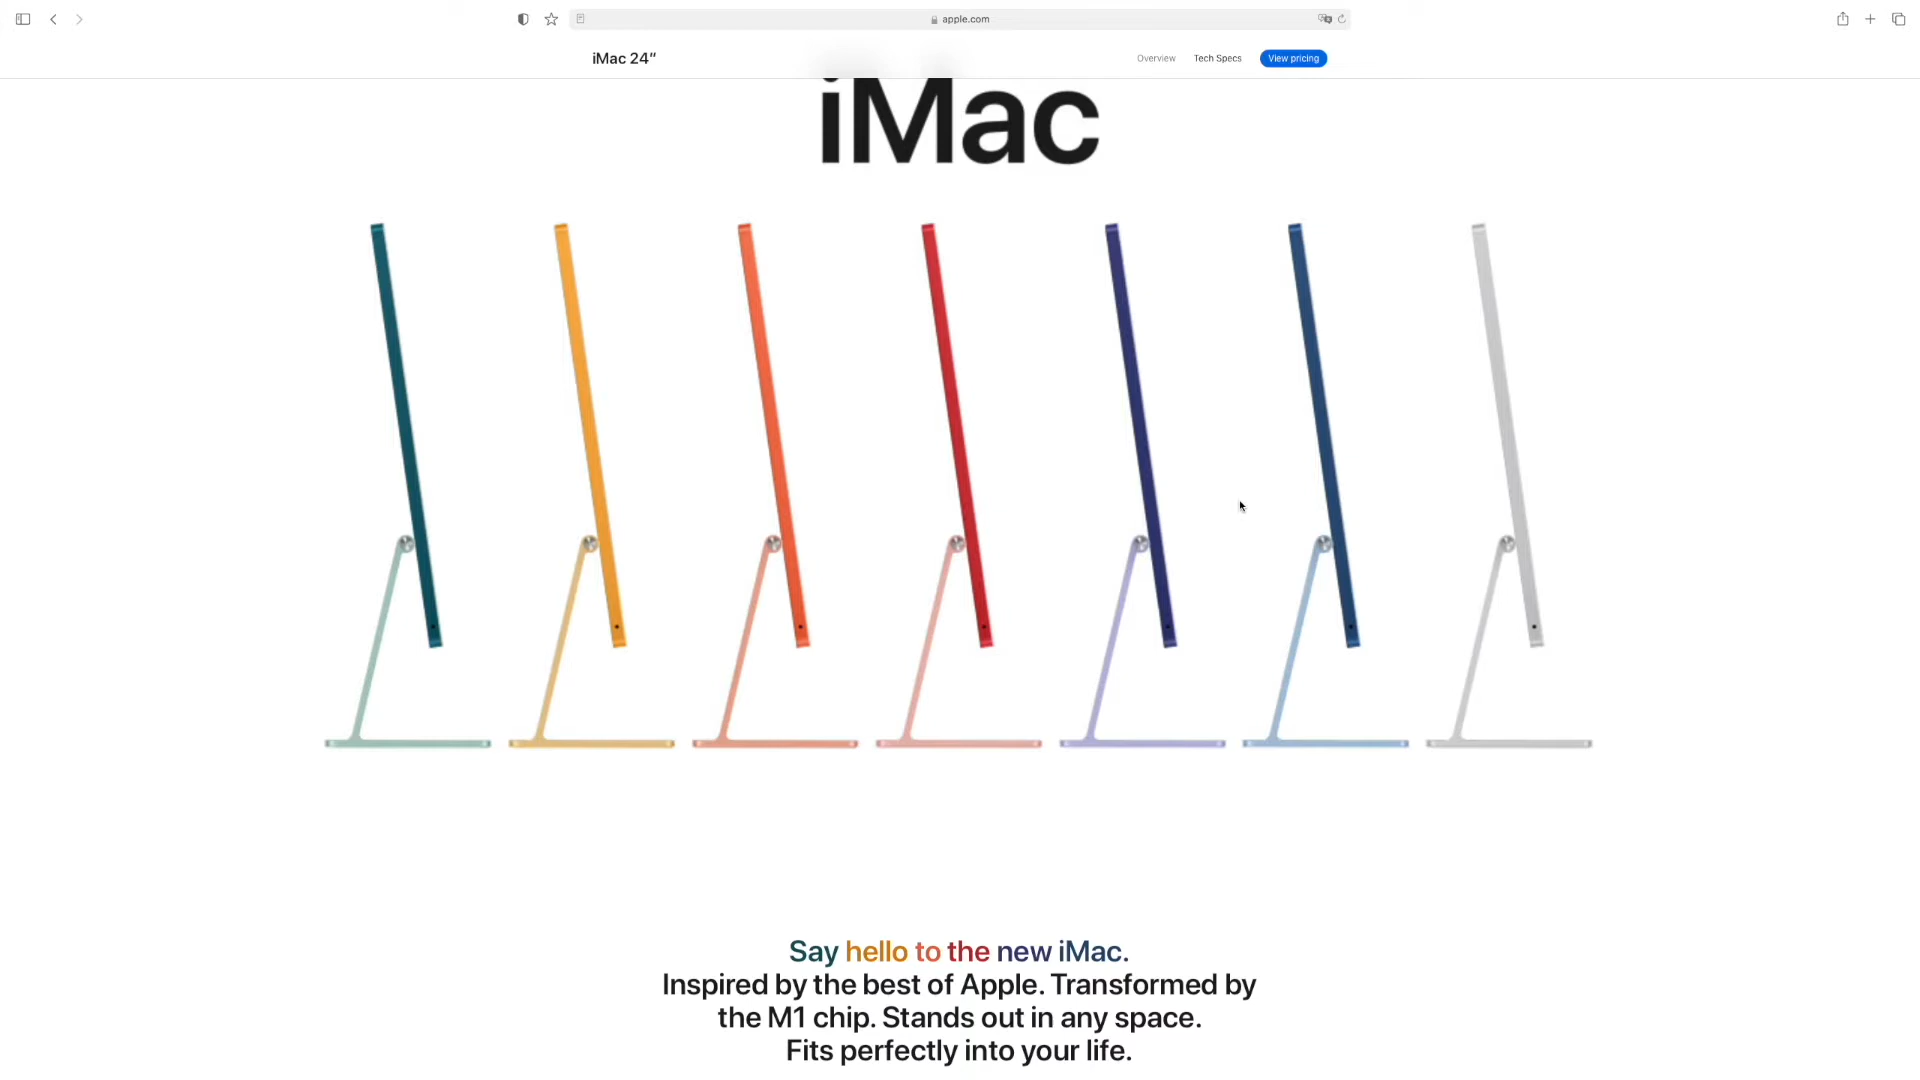 apple.com
iMac 24"
Overview
Tech Specs
View pricing
iMac
Say hello to the new iMac.
Inspired by the best of Apple. Transformed by
the M1 chip. Stands out in any space.
Fits perfectly into your life.